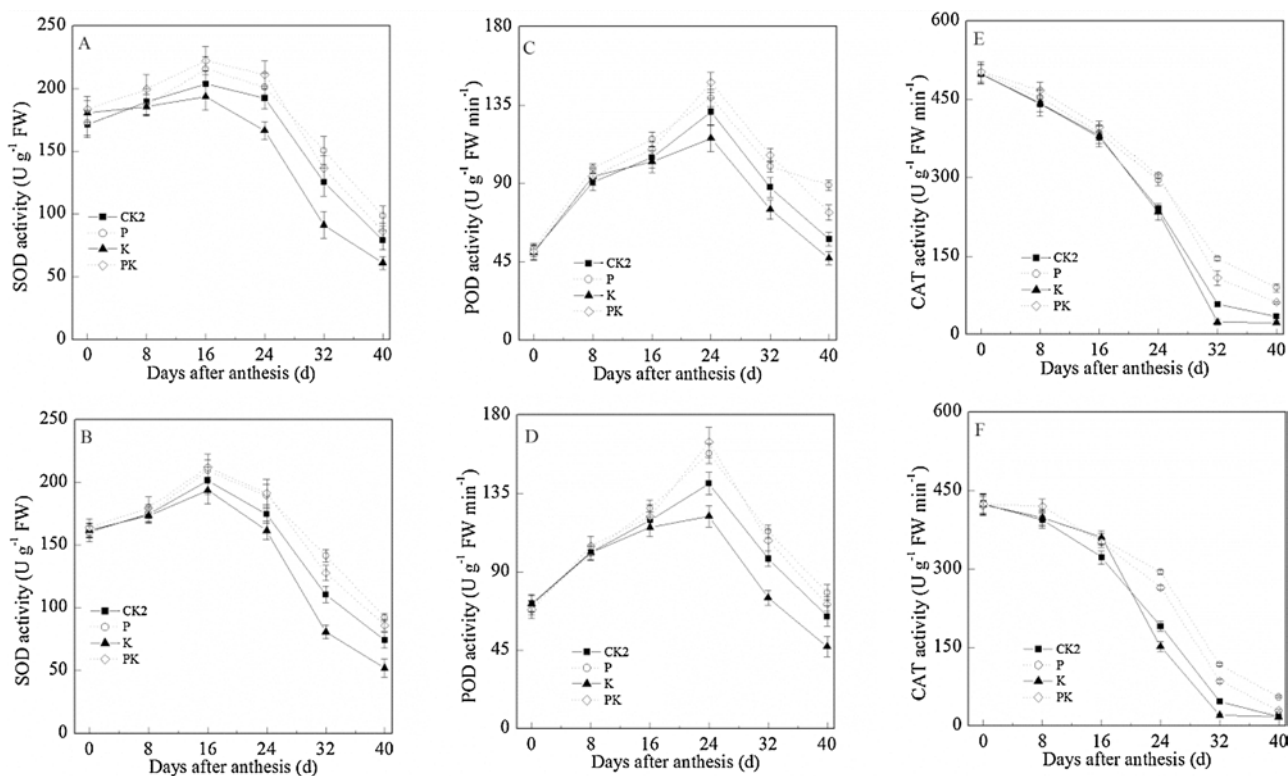 A
SOD activity (U g⁻¹ FW)
250
200
150
100
50
0
CK2
P
K
PK
0 8 16 24 32 40
Days after anthesis (d)
C
POD activity (U g⁻¹ FW min⁻¹)
180
135
90
45
0
CK2
P
K
PK
0 8 16 24 32 40
Days after anthesis (d)
E
CAT activity (U g⁻¹ FW min⁻¹)
600
450
300
150
0
CK2
P
K
PK
0 8 16 24 32 40
Days after anthesis (d)
B
SOD activity (U g⁻¹ FW)
250
200
150
100
50
0
CK2
P
K
PK
0 8 16 24 32 40
Days after anthesis (d)
D
POD activity (U g⁻¹ FW min⁻¹)
180
135
90
45
0
CK2
P
K
PK
0 8 16 24 32 40
Days after anthesis (d)
F
CAT activity (U g⁻¹ FW min⁻¹)
600
450
300
150
0
CK2
P
K
PK
0 8 16 24 32 40
Days after anthesis (d)